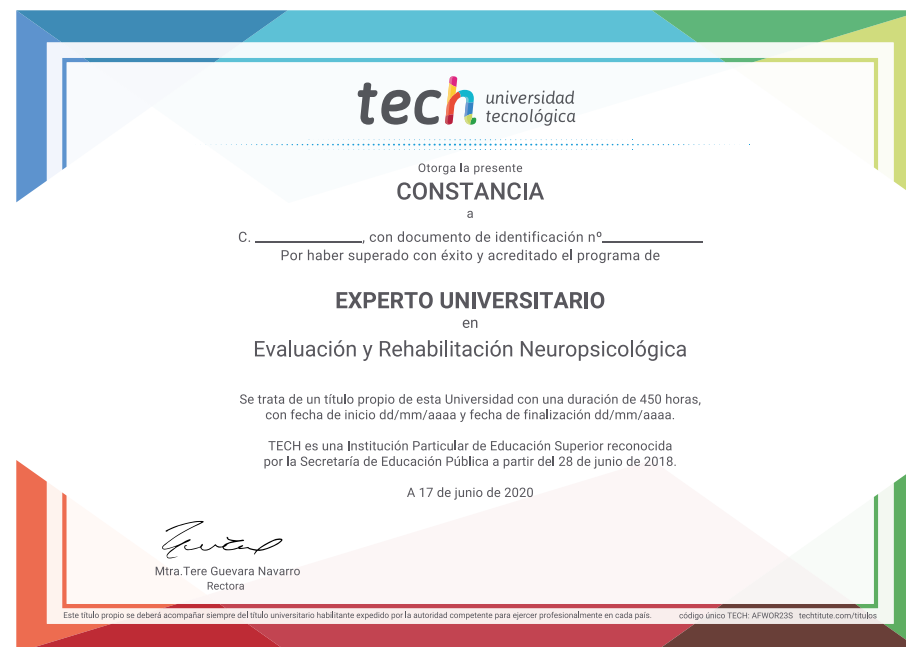 tech universidad
tecnológica
Otorga la presente
CONSTANCIA
a
C. ____________, con documento de identificación nº____________
Por haber superado con éxito y acreditado el programa de
EXPERTO UNIVERSITARIO
en
Evaluación y Rehabilitación Neuropsicológica
Se trata de un título propio de esta Universidad con una duración de 450 horas,
con fecha de inicio dd/mm/aaaa y fecha de finalización dd/mm/aaaa.
TECH es una Institución Particular de Educación Superior reconocida
por la Secretaría de Educación Pública a partir del 28 de junio de 2018.
A 17 de junio de 2020
Mtra.Tere Guevara Navarro
Rectora
Este título propio se deberá acompañar siempre del título universitario habilitante expedido por la autoridad competente para ejercer profesionalmente en cada país. código único TECH: AFWOR23S techtitute.com/titulos